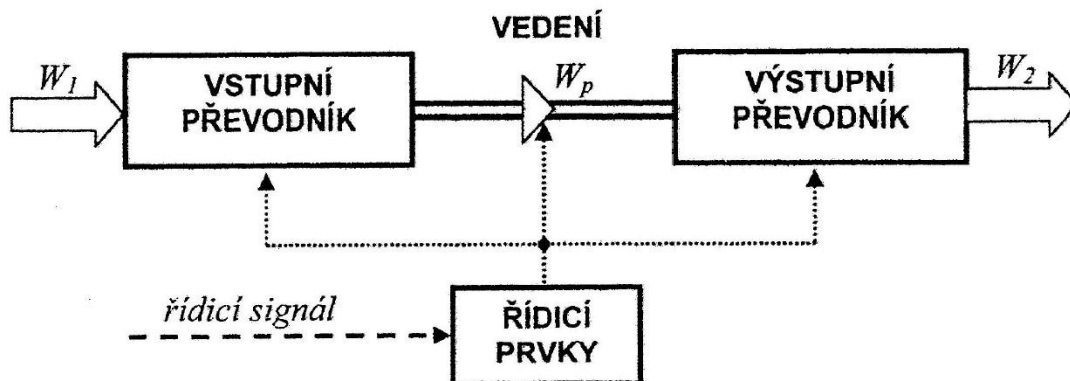 VEDENÍ
W1
VSTUPNÍ
PŘEVODNÍK
Wp
VÝSTUPNÍ
PŘEVODNÍK
W2
řídicí signál
ŘÍDICÍ
PRVKY